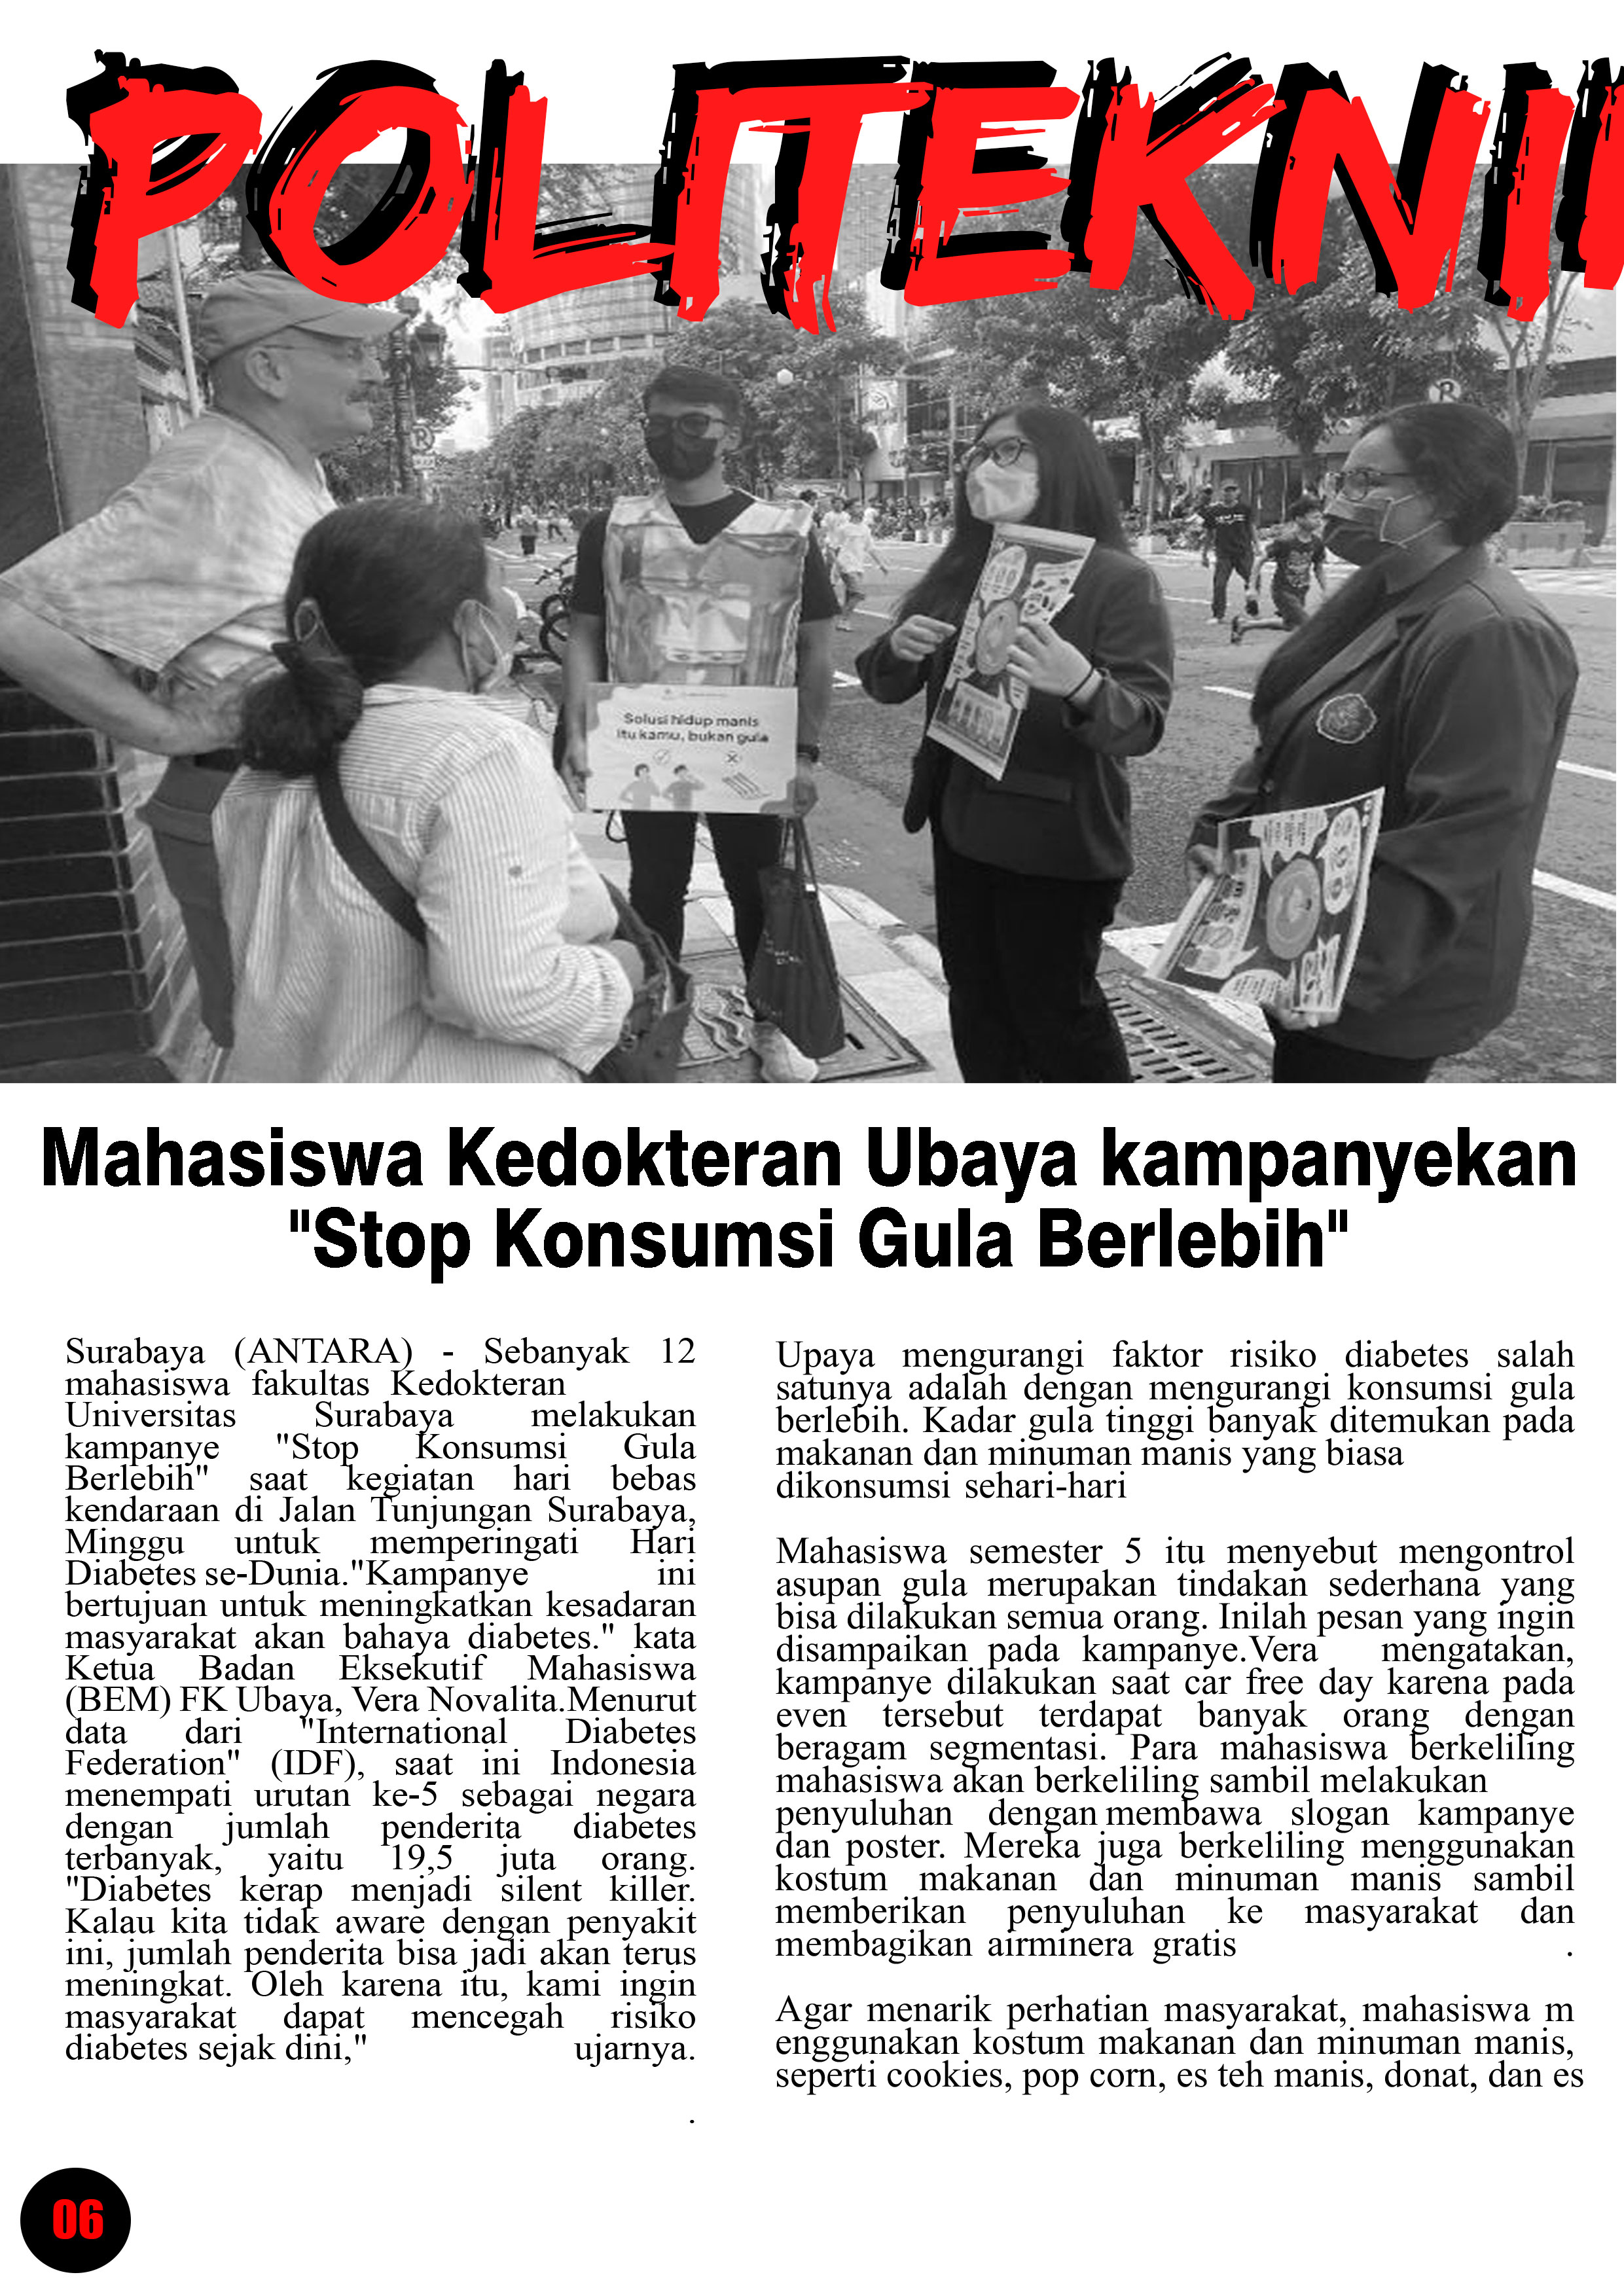 POLITEKNI
Solusi hidup manis
itu kamu, bukan gula
Mahasiswa Kedokteran Ubaya kampanyekan
"Stop Konsumsi Gula Berlebih"
Surabaya (ANTARA) - Sebanyak 12
mahasiswa fakultas Kedokteran
Universitas Surabaya melakukan
kampanye "Stop Konsumsi Gula
Berlebih" saat kegiatan hari bebas
kendaraan di Jalan Tunjungan Surabaya,
Minggu untuk memperingati Hari
Diabetes se-Dunia."Kampanye ini
bertujuan untuk meningkatkan kesadaran
masyarakat akan bahaya diabetes." kata
Ketua Badan Eksekutif Mahasiswa
(BEM) FK Ubaya, Vera Novalita.Menurut
data dari "International Diabetes
Federation" (IDF), saat ini Indonesia
menempati urutan ke-5 sebagai negara
dengan jumlah penderita diabetes
terbanyak, yaitu 19,5 juta orang.
"Diabetes kerap menjadi silent killer.
Kalau kita tidak aware dengan penyakit
ini, jumlah penderita bisa jadi akan terus
meningkat. Oleh karena itu, kami ingin
masyarakat dapat mencegah risiko
diabetes sejak dini," ujarnya.
.
Upaya mengurangi faktor risiko diabetes salah
satunya adalah dengan mengurangi konsumsi gula
berlebih. Kadar gula tinggi banyak ditemukan pada
makanan dan minuman manis yang biasa
dikonsumsi sehari-hari
Mahasiswa semester 5 itu menyebut mengontrol
asupan gula merupakan tindakan sederhana yang
bisa dilakukan semua orang. Inilah pesan yang ingin
disampaikan pada kampanye.Vera mengatakan,
kampanye dilakukan saat car free day karena pada
even tersebut terdapat banyak orang dengan
beragam segmentasi. Para mahasiswa berkeliling
mahasiswa akan berkeliling sambil melakukan
penyuluhan dengan membawa slogan kampanye
dan poster. Mereka juga berkeliling menggunakan
kostum makanan dan minuman manis sambil
memberikan penyuluhan ke masyarakat dan
membagikan airminera gratis .
Agar menarik perhatian masyarakat, mahasiswa m
enggunakan kostum makanan dan minuman manis,
seperti cookies, pop corn, es teh manis, donat, dan es
06